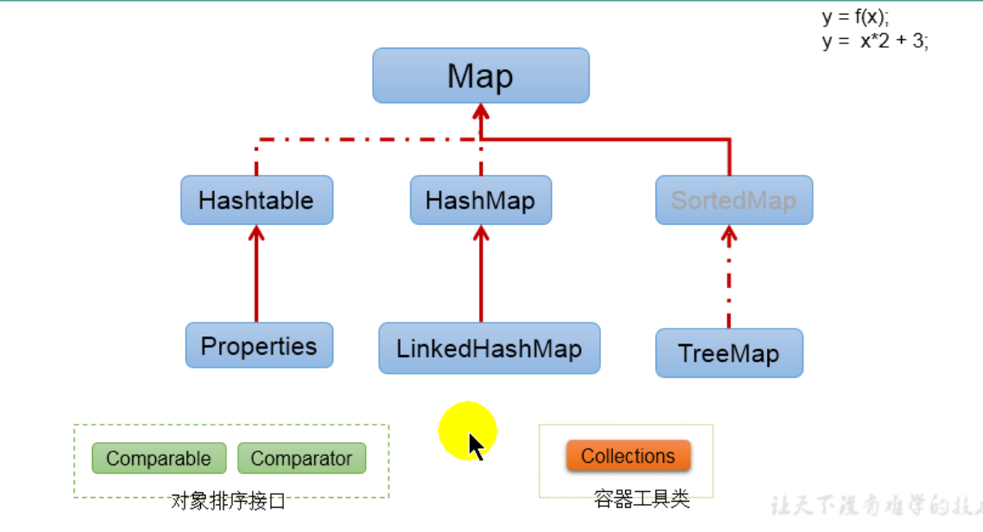 y = f(x);
y = x*2 + 3;
Map
Hashtable
HashMap
SortedMap
Properties
LinkedHashMap
TreeMap
Comparable
Comparator
对象排序接口
Collections
容器工具类
让天下没有难学的技